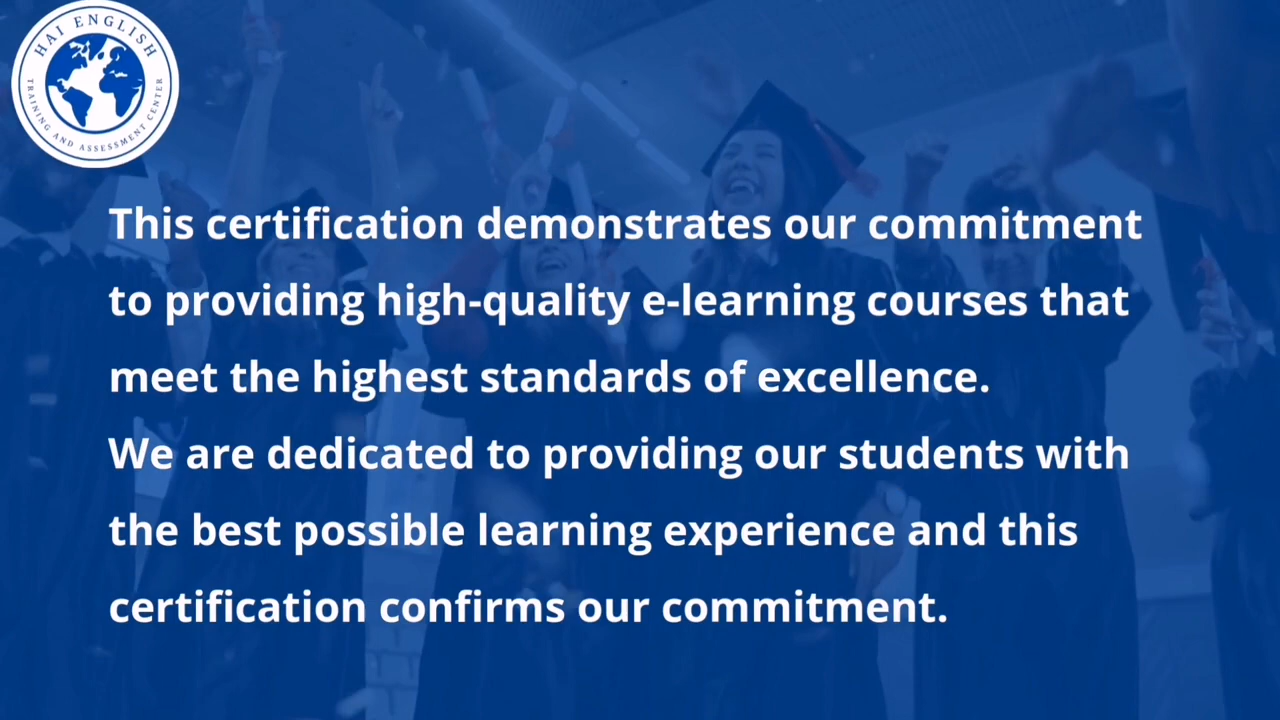 HAI ENGLISH
TRAINING AND ASSESSMENT CENTER
This certification demonstrates our commitment
to providing high-quality e-learning courses that
meet the highest standards of excellence.
We are dedicated to providing our students with
the best possible learning experience and this
certification confirms our commitment.